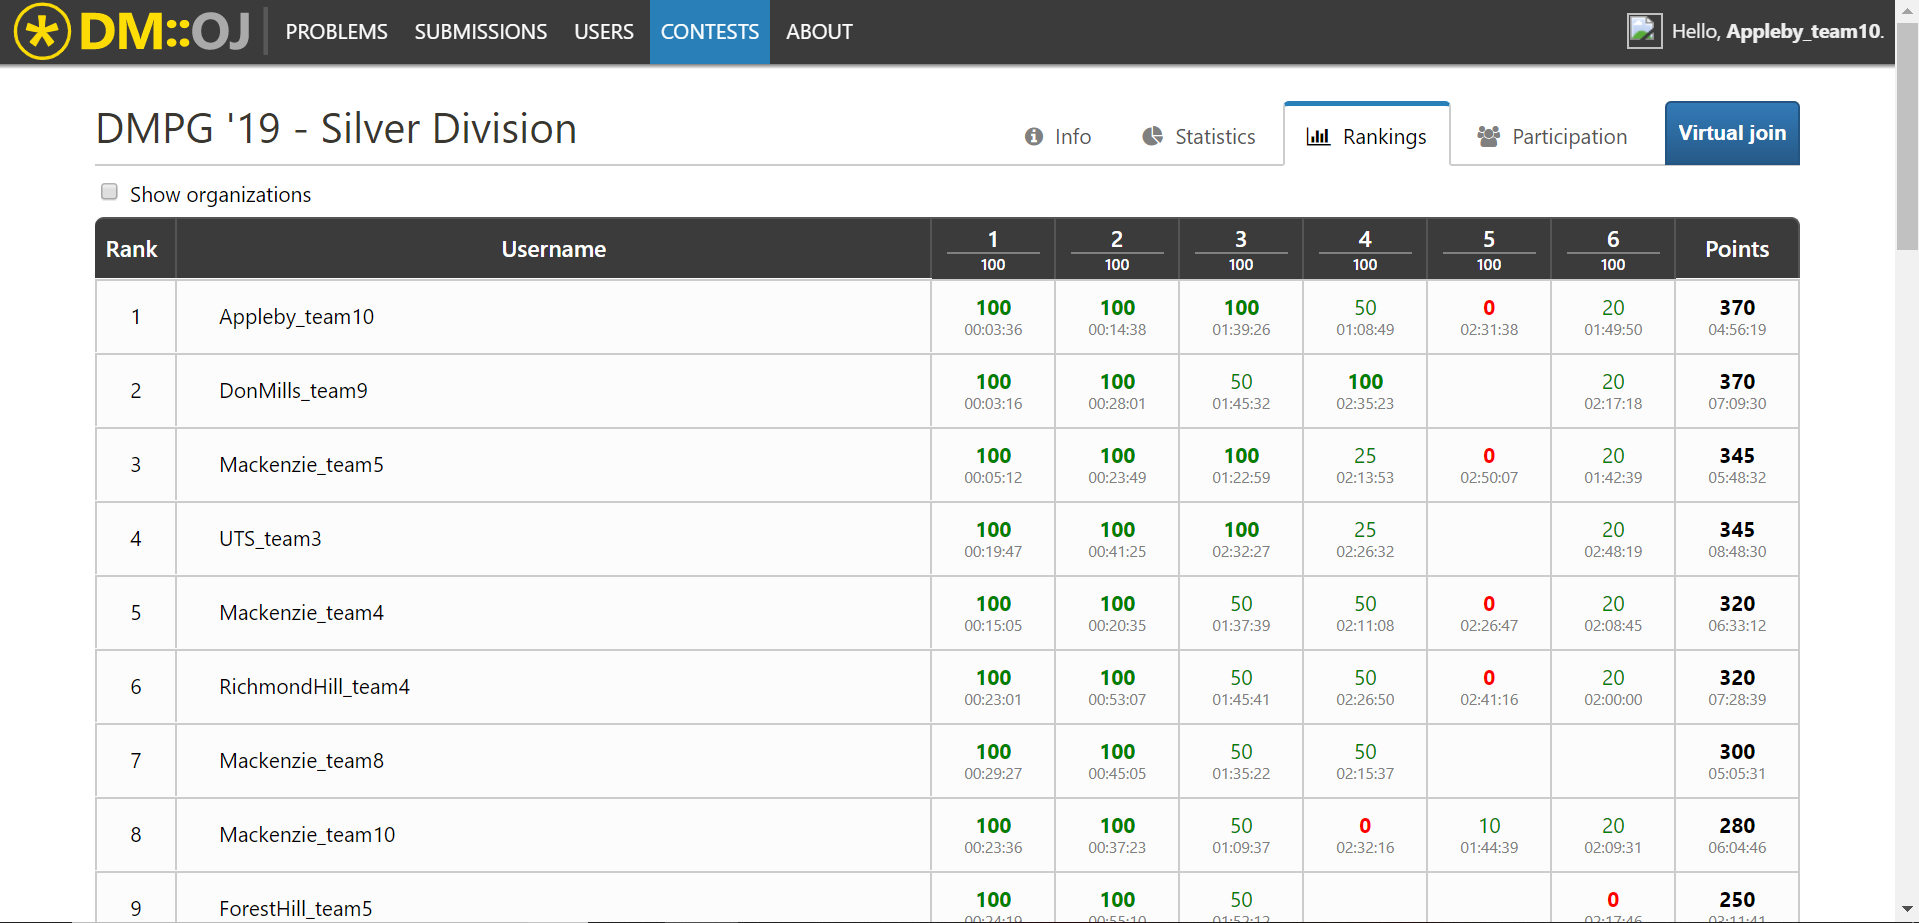 DM::OJ PROBLEMS SUBMISSIONS USERS CONTESTS ABOUT Hello, Appleby_team10.
DMPG '19 - Silver Division Info Statistics Rankings Participation Virtual join
Show organizations
Rank Username 1 2 3 4 5 6 Points
100 100 100 100 100 100
1 Appleby_team10 100 100 100 50 0 20 370
00:03:36 00:14:38 01:39:26 01:08:49 02:31:38 01:49:50 04:56:19
2 DonMills_team9 100 100 50 100 20 370
00:03:16 00:28:01 01:45:32 02:35:23 02:17:18 07:09:30
3 Mackenzie_team5 100 100 100 25 0 20 345
00:05:12 00:23:49 01:22:59 02:13:53 02:50:07 01:42:39 05:48:32
4 UTS_team3 100 100 100 25 20 345
00:19:47 00:41:25 02:32:27 02:26:32 02:48:19 08:48:30
5 Mackenzie_team4 100 100 50 50 0 20 320
00:15:05 00:20:35 01:37:39 02:11:08 02:26:47 02:08:45 06:33:12
6 RichmondHill_team4 100 100 50 50 0 20 320
00:23:01 00:53:07 01:45:41 02:26:50 02:41:16 02:00:00 07:28:39
7 Mackenzie_team8 100 100 50 50 300
00:29:27 00:45:05 01:35:22 02:15:37 05:05:31
8 Mackenzie_team10 100 100 50 0 10 20 280
00:23:36 00:37:23 01:09:37 02:32:16 01:44:39 02:09:31 06:04:46
9 ForestHill_team5 100 100 50 0 250